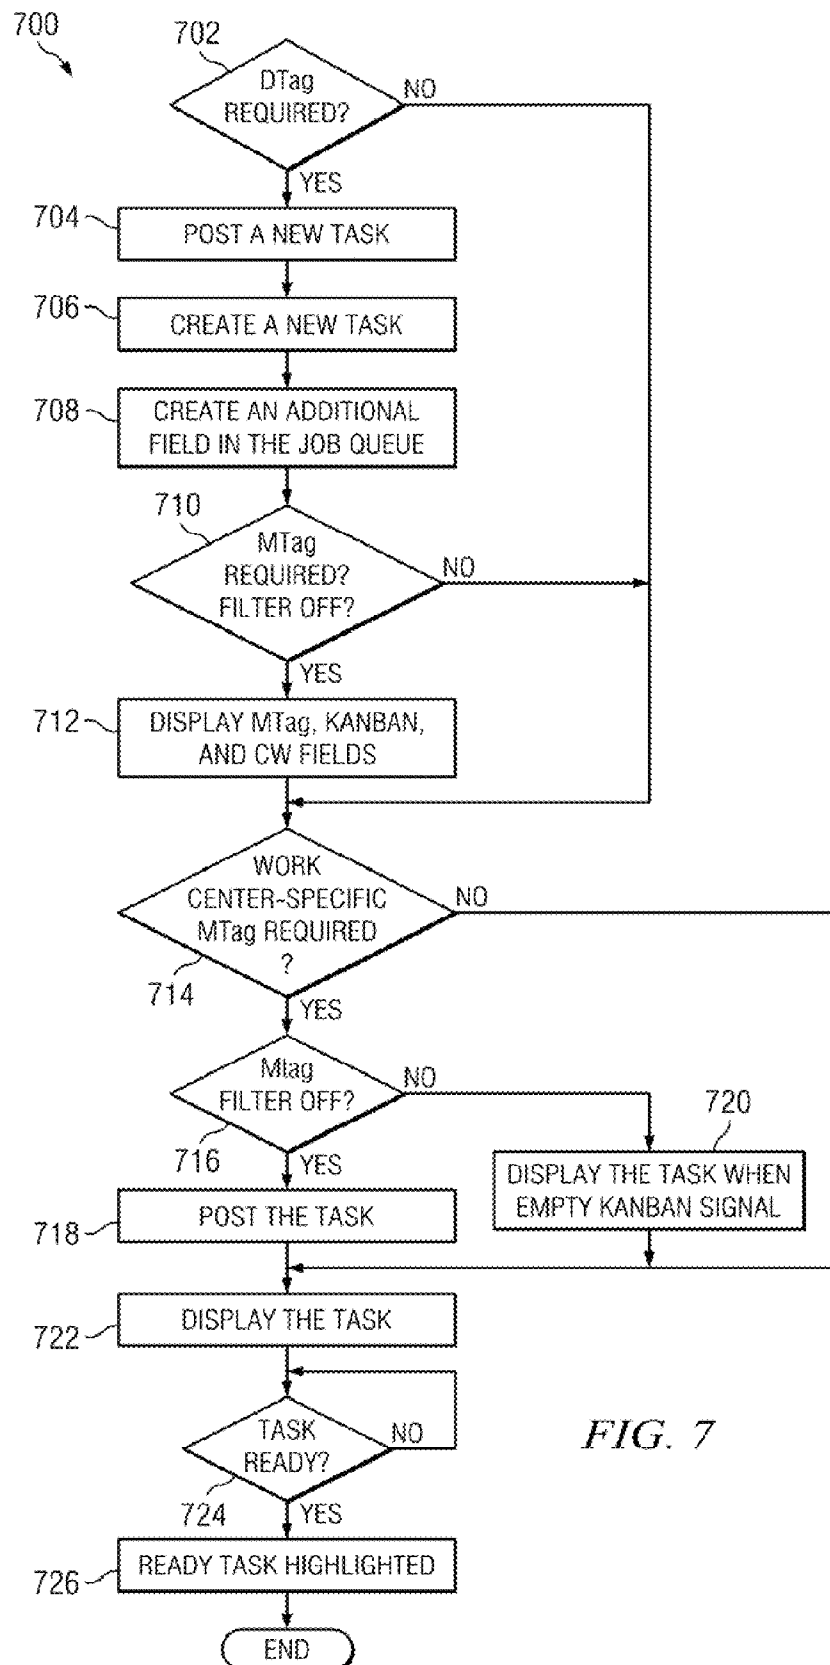 700
702
DTag
REQUIRED?
NO
YES
704
POST A NEW TASK
706
CREATE A NEW TASK
708
CREATE AN ADDITIONAL
FIELD IN THE JOB QUEUE
710
MTag
REQUIRED?
FILTER OFF?
NO
YES
712
DISPLAY MTag, KANBAN,
AND CW FIELDS
WORK
CENTER-SPECIFIC
MTag REQUIRED
?
NO
714
YES
Mtag
FILTER OFF?
NO
716
YES
720
DISPLAY THE TASK WHEN
EMPTY KANBAN SIGNAL
718
POST THE TASK
722
DISPLAY THE TASK
TASK
READY?
NO
724
YES
FIG. 7
726
READY TASK HIGHLIGHTED
END